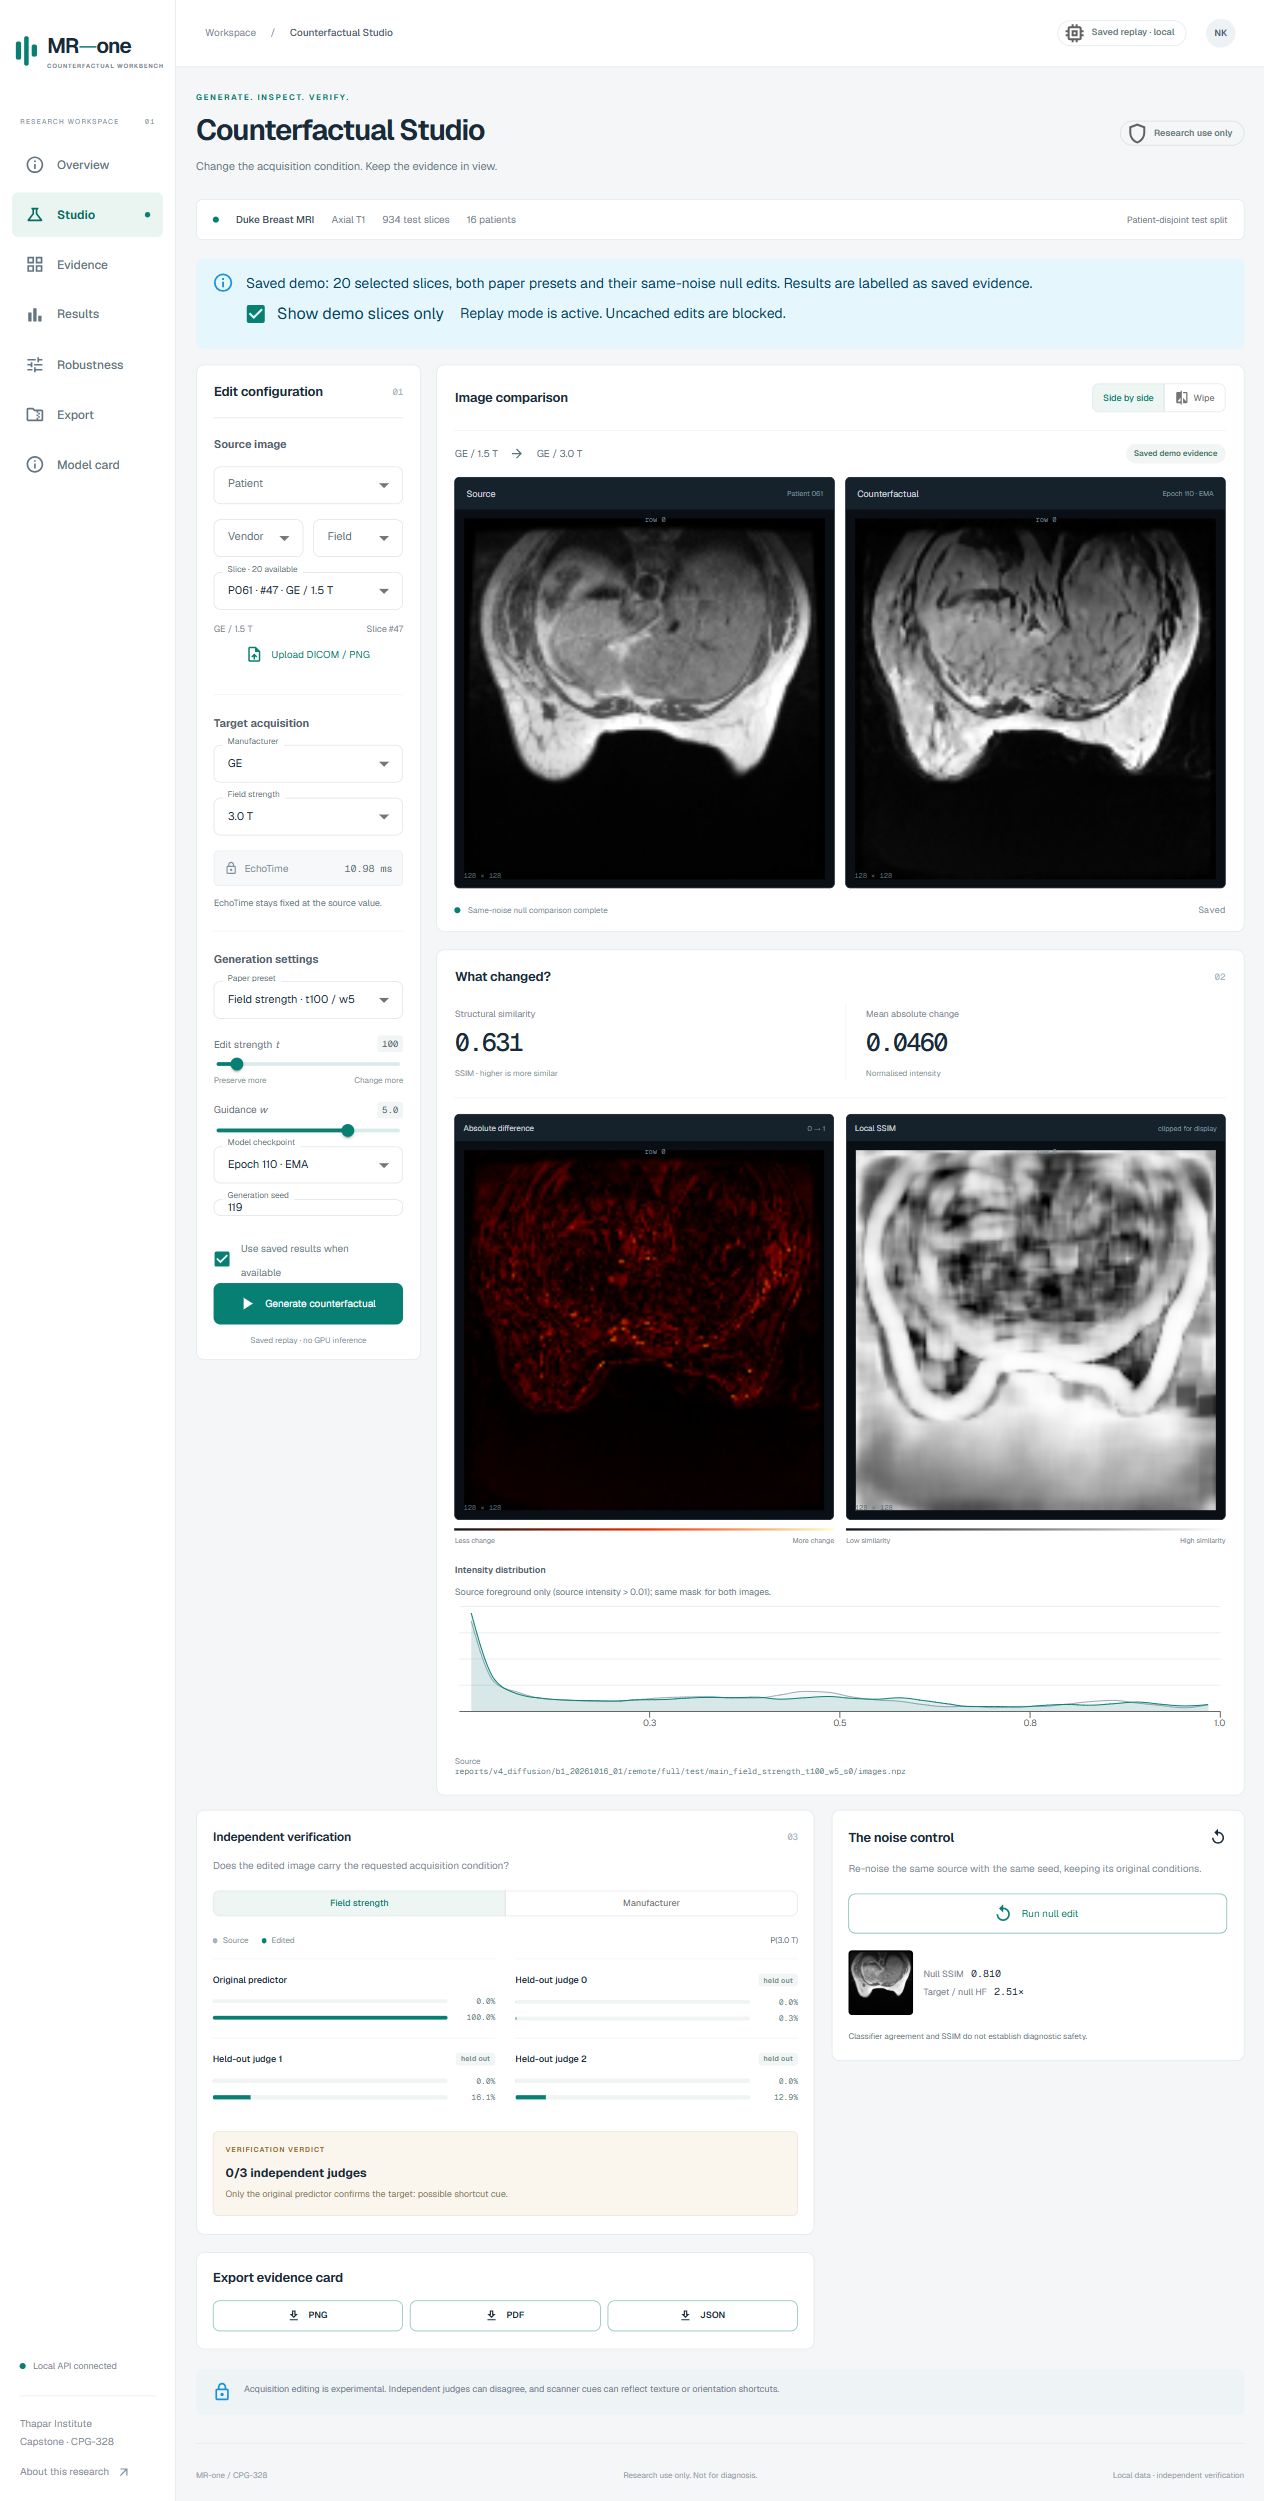 MR—one
COUNTERFACTUAL WORKBENCH
RESEARCH WORKSPACE 01
Overview
Studio
Evidence
Results
Robustness
Export
Model card
Local API connected
Thapar Institute
Capstone · CPG-328
About this research
Workspace / Counterfactual Studio
Saved replay · local
NK
GENERATE. INSPECT. VERIFY.
Counterfactual Studio
Change the acquisition condition. Keep the evidence in view.
Research use only
Duke Breast MRI Axial T1 934 test slices 16 patients
Patient-disjoint test split
Saved demo: 20 selected slices, both paper presets and their same-noise null edits. Results are labelled as saved evidence.
Show demo slices only Replay mode is active. Uncached edits are blocked.
Edit configuration 01
Source image
Patient
Vendor
Field
Slice · 20 available
P061 · #47 · GE / 1.5 T
GE / 1.5 T Slice #47
Upload DICOM / PNG
Target acquisition
Manufacturer
GE
Field strength
3.0 T
EchoTime 10.98 ms
EchoTime stays fixed at the source value.
Generation settings
Paper preset
Field strength · t100 / w5
Edit strength t 100
Preserve more Change more
Guidance w 5.0
Model checkpoint
Epoch 110 · EMA
Generation seed
119
Use saved results when
available
Generate counterfactual
Saved replay · no GPU inference
Image comparison
Side by side
Wipe
GE / 1.5 T → GE / 3.0 T
Saved demo evidence
Source Patient 061
row 0
128 × 128
Counterfactual Epoch 110 · EMA
row 0
128 × 128
Same-noise null comparison complete
Saved
What changed? 02
Structural similarity
0.631
SSIM · higher is more similar
Mean absolute change
0.0460
Normalised intensity
Absolute difference 0 → 1
row 0
128 × 128
Less change More change
Local SSIM clipped for display
row 0
128 × 128
Low similarity High similarity
Intensity distribution
Source foreground only (source intensity > 0.01); same mask for both images.
0.3 0.5 0.8 1.0
Source
reports/v4_diffusion/b1_20261016_01/remote/full/test/main_field_strength_t100_w5_s0/images.npz
Independent verification 03
Does the edited image carry the requested acquisition condition?
Field strength
Manufacturer
Source Edited P(3.0 T)
Original predictor
0.0%
100.0%
Held-out judge 0 held out
0.0%
0.3%
Held-out judge 1 held out
0.0%
16.1%
Held-out judge 2 held out
0.0%
12.9%
VERIFICATION VERDICT
0/3 independent judges
Only the original predictor confirms the target: possible shortcut cue.
The noise control
Re-noise the same source with the same seed, keeping its original conditions.
Run null edit
Null SSIM 0.810
Target / null HF 2.51×
Classifier agreement and SSIM do not establish diagnostic safety.
Export evidence card
PNG
PDF
JSON
Acquisition editing is experimental. Independent judges can disagree, and scanner cues can reflect texture or orientation shortcuts.
MR-one / CPG-328
Research use only. Not for diagnosis.
Local data · independent verification